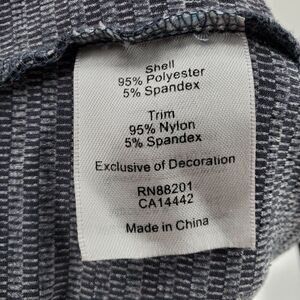 Shell
95% Polyester
5% Spandex
Trim
95% Nylon
5% Spandex
Exclusive of Decoration
RN88201
CA14442
Made in China